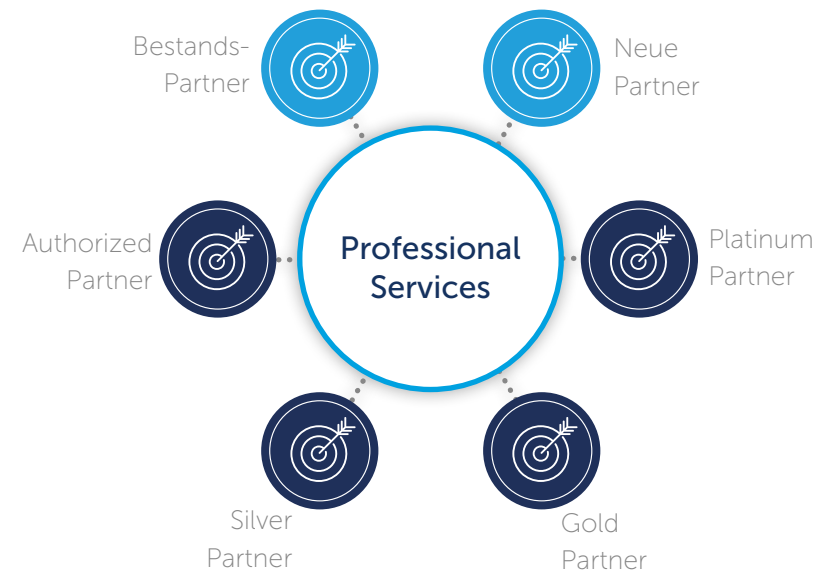 Bestands-
Partner
Neue
Partner
Authorized
Partner
Professional
Services
Platinum
Partner
Silver
Partner
Gold
Partner